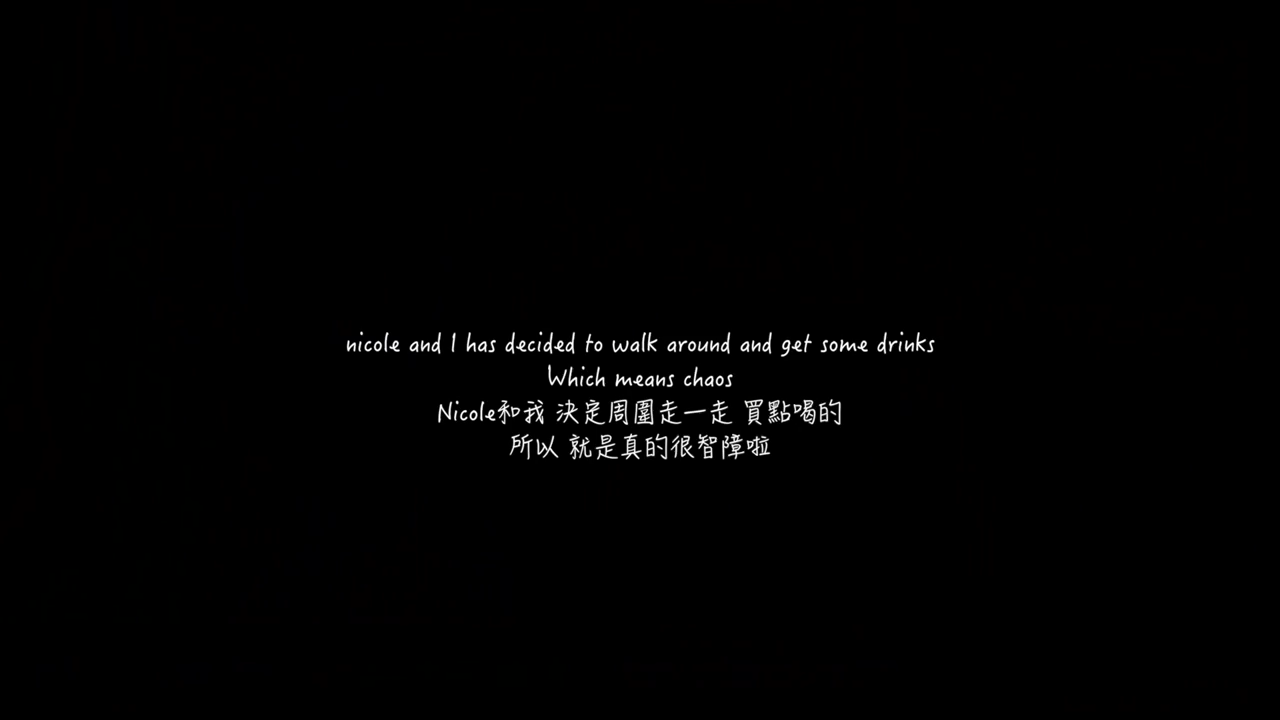 nicole and I has decided to walk around and get some drinks
Which means chaos
Nicole和我 決定周圍走一走 買點喝的
所以 就是真的很智障啦